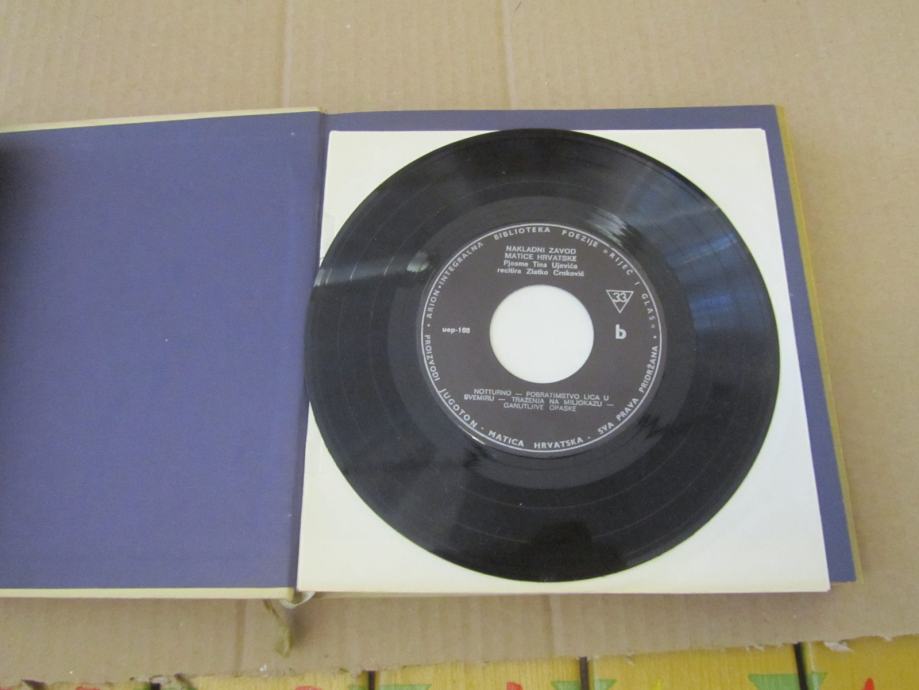 ARION • INTEGRALNA BIBLIOTEKA POEZIJE »RIJEČ I GLAS« •
NAKLADNI ZAVOD
MATICE HRVATSKE
Pjesme Tina Ujevića
recitira Zlatko Crnković
33
uep-168
b
NOTTURNO — POBRATIMSTVO LICA U
SVEMIRU — TRAŽENJA NA MILJOKAZU —
GANUTLJIVE OPASKE
PROIZVODI JUGOTON • MATICA HRVATSKA • SVA PRAVA PRIDRŽANA •